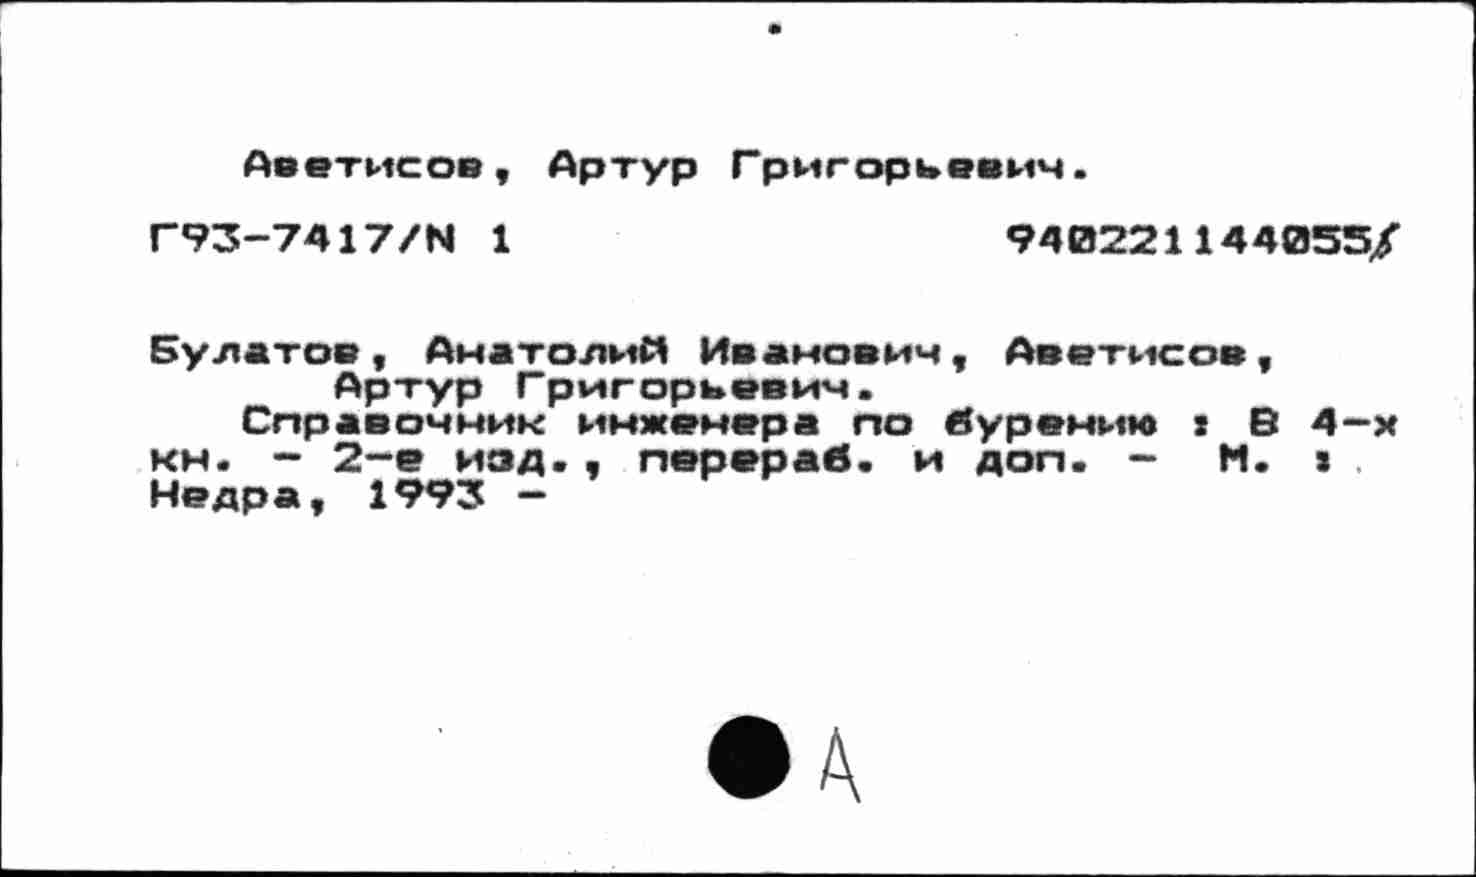 Аветисов, Артур Григорьевич.
Г93-7417/N 1 940221144055/
Булатов, Анатолий Иванович, Аветисов,
Артур Григорьевич.
Справочник инженера по бурению : В 4-х
кн. - 2-е изд., перераб. и доп. - М. :
Недра, 1993 -
А